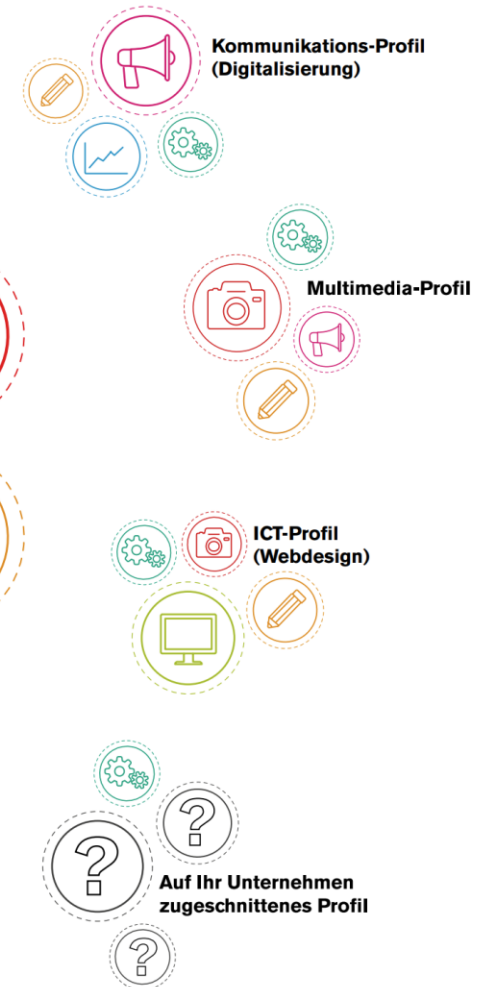 Kommunikations-Profil
(Digitalisierung)
Multimedia-Profil
ICT-Profil
(Webdesign)
Auf Ihr Unternehmen
zugeschnittenes Profil